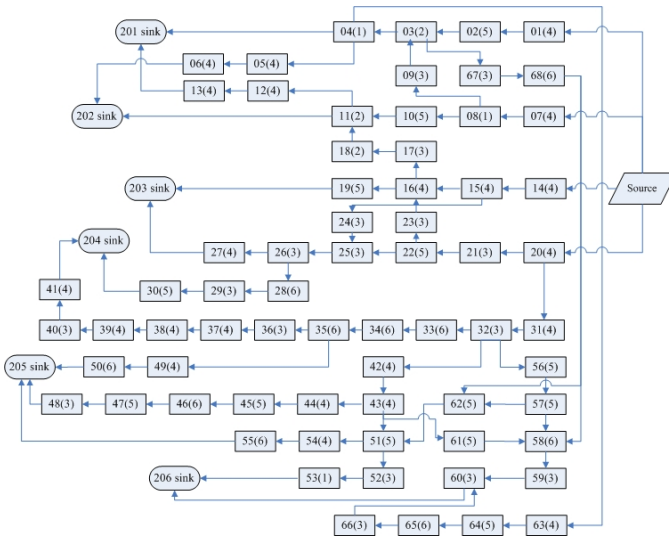 201 sink 04(1) 03(2) 02(5) 01(4)
06(4) 05(4) 09(3) 67(3) 68(6)
13(4) 12(4)
202 sink 11(2) 10(5) 08(1) 07(4)
18(2) 17(3)
203 sink 19(5) 16(4) 15(4) 14(4) Source
24(3) 23(3)
204 sink 27(4) 26(3) 25(3) 22(5) 21(3) 20(4)
41(4) 30(5) 29(3) 28(6)
40(3) 39(4) 38(4) 37(4) 36(3) 35(6) 34(6) 33(6) 32(3) 31(4)
205 sink 50(6) 49(4) 42(4) 56(5)
48(3) 47(5) 46(6) 45(5) 44(4) 43(4) 62(5) 57(5)
55(6) 54(4) 51(5) 61(5) 58(6)
206 sink 53(1) 52(3) 60(3) 59(3)
66(3) 65(6) 64(5) 63(4)